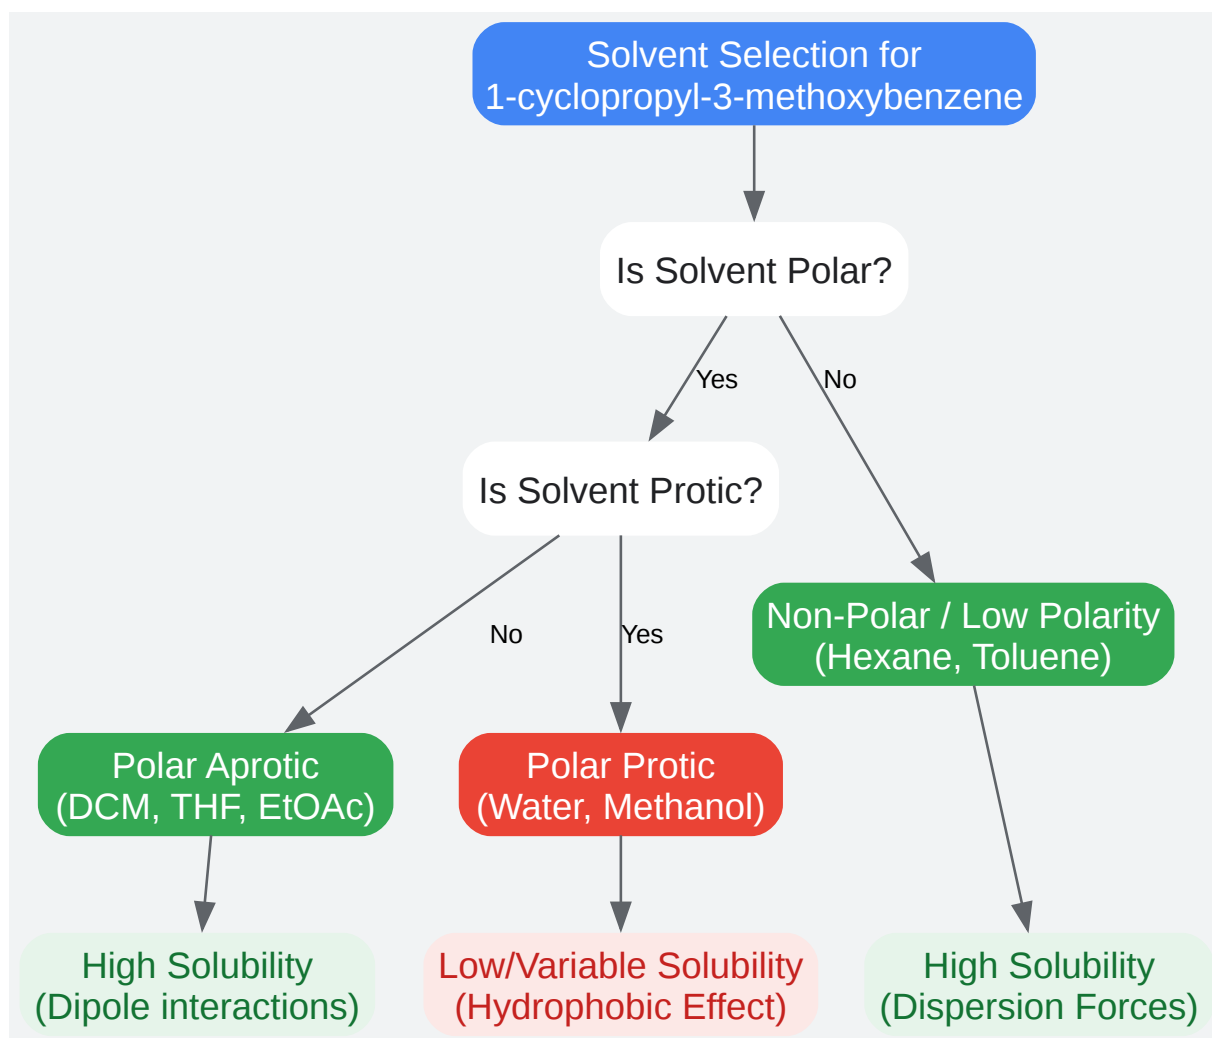 Solvent Selection for
1-cyclopropyl-3-methoxybenzene
Is Solvent Polar?
Yes
No
Is Solvent Protic?
No
Yes
Non-Polar / Low Polarity
(Hexane, Toluene)
Polar Aprotic
(DCM, THF, EtOAc)
Polar Protic
(Water, Methanol)
High Solubility
(Dipole interactions)
Low/Variable Solubility
(Hydrophobic Effect)
High Solubility
(Dispersion Forces)